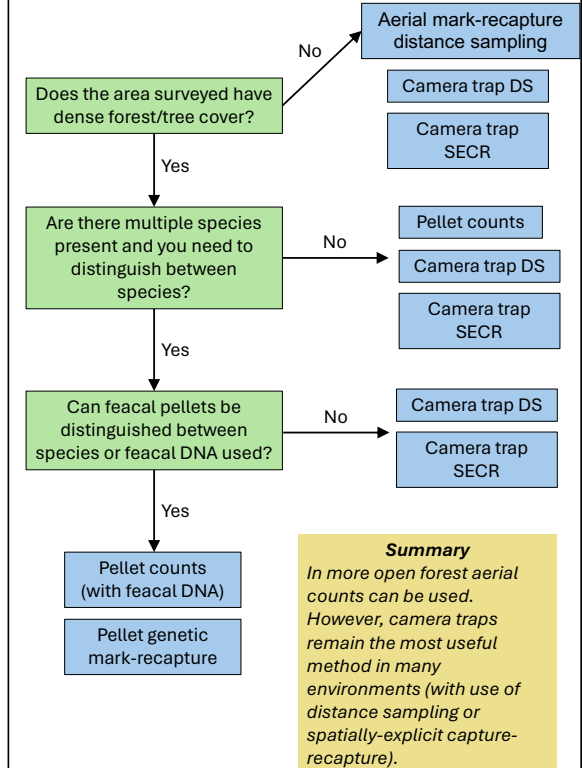 Aerial mark-recapture
distance sampling
No
Camera trap DS
Does the area surveyed have
dense forest/tree cover?
Camera trap
SECR
Yes
Are there multiple species
present and you need to
distinguish between
species?
No
Pellet counts
Camera trap DS
Camera trap
SECR
Yes
Can feacal pellets be
distinguished between
species or feacal DNA used?
No
Camera trap DS
Camera trap
SECR
Yes
Pellet counts
(with feacal DNA)
Pellet genetic
mark-recapture
Summary
In more open forest aerial
counts can be used.
However, camera traps
remain the most useful
method in many
environments (with use of
distance sampling or
spatially-explicit capture-
recapture).